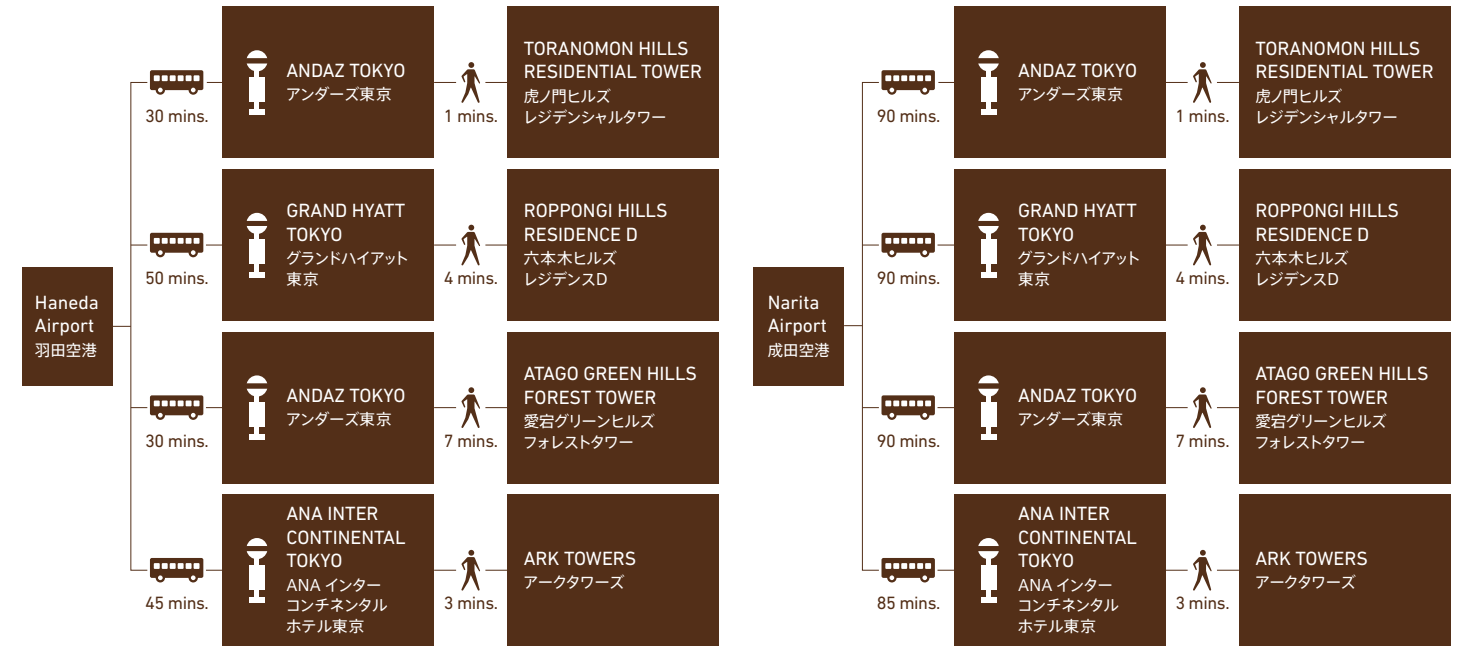 Haneda
Airport
羽田空港
30 mins.
ANDAZ TOKYO
アンダーズ東京
1 mins.
TORANOMON HILLS
RESIDENTIAL TOWER
虎ノ門ヒルズ
レジデンシャルタワー
50 mins.
GRAND HYATT
TOKYO
グランドハイアット
東京
4 mins.
ROPPONGI HILLS
RESIDENCE D
六本木ヒルズ
レジデンスD
30 mins.
ANDAZ TOKYO
アンダーズ東京
7 mins.
ATAGO GREEN HILLS
FOREST TOWER
愛宕グリーンヒルズ
フォレストタワー
45 mins.
ANA INTER
CONTINENTAL
TOKYO
ANA インター
コンチネンタル
ホテル東京
3 mins.
ARK TOWERS
アークタワーズ
Narita
Airport
成田空港
90 mins.
ANDAZ TOKYO
アンダーズ東京
1 mins.
TORANOMON HILLS
RESIDENTIAL TOWER
虎ノ門ヒルズ
レジデンシャルタワー
90 mins.
GRAND HYATT
TOKYO
グランドハイアット
東京
4 mins.
ROPPONGI HILLS
RESIDENCE D
六本木ヒルズ
レジデンスD
90 mins.
ANDAZ TOKYO
アンダーズ東京
7 mins.
ATAGO GREEN HILLS
FOREST TOWER
愛宕グリーンヒルズ
フォレストタワー
85 mins.
ANA INTER
CONTINENTAL
TOKYO
ANA インター
コンチネンタル
ホテル東京
3 mins.
ARK TOWERS
アークタワーズ